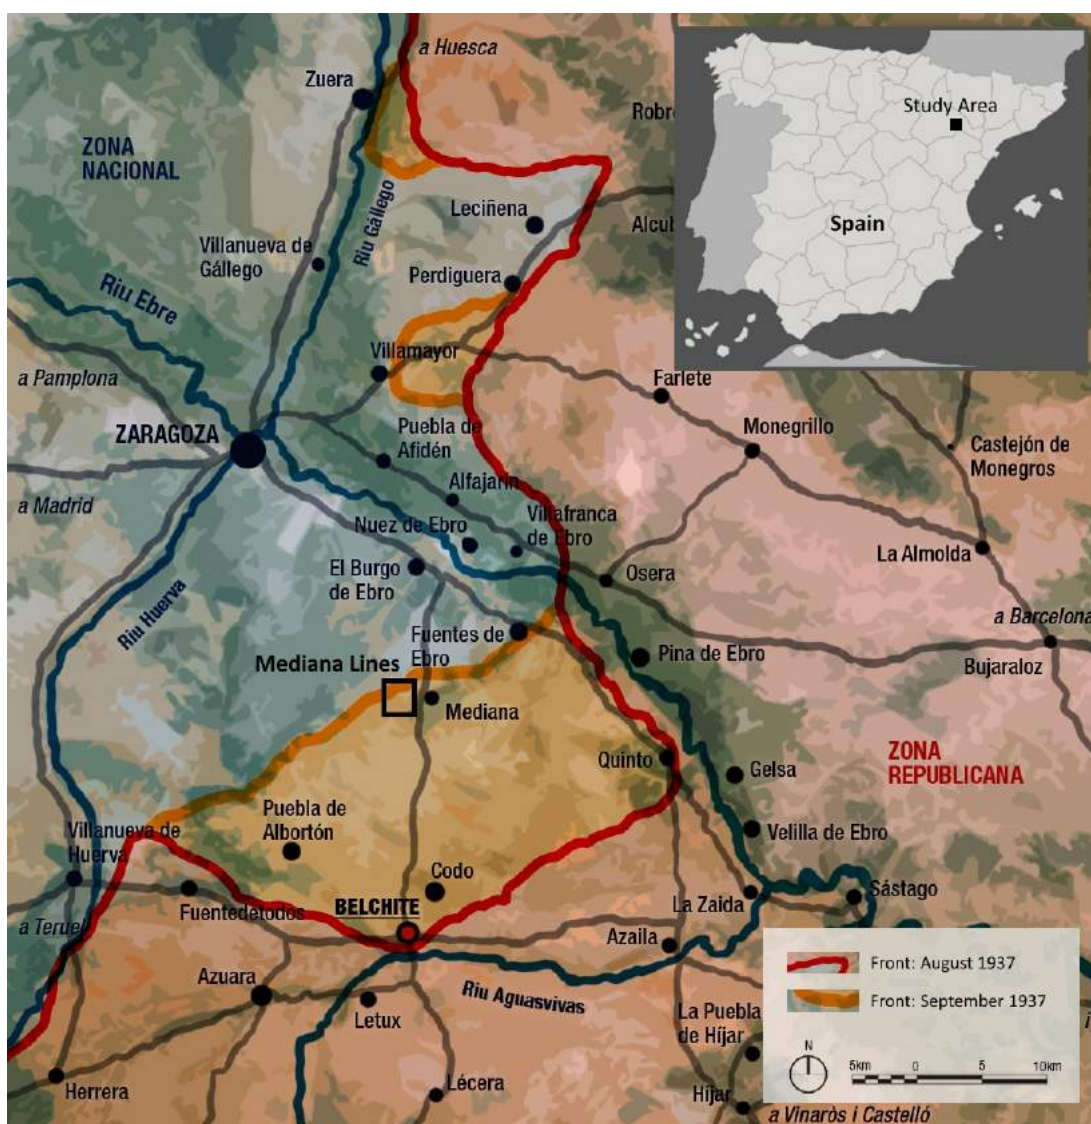 a Huesca
Zuera
Robre
ZONA
NACIONAL
Study Area
Riu Gállego
Leciñena
Alcub
Spain
Villanueva de
Gállego
Perdiguera
Riu Ebre
Villamayor
a Pamplona
Farlete
ZARAGOZA
Puebla de
Afidén
Monegrillo
Castejón de
Monegros
Alfajarín
a Madrid
Nuez de Ebro
Villafranca
de Ebro
La Almolda
El Burgo
de Ebro
Osera
Riu Huerva
a Barcelona
Fuentes de
Ebro
Pina de Ebro
Bujaraloz
Mediana Lines
Mediana
Quinto
Gelsa
ZONA
REPUBLICANA
Villanueva de
Huerva
Puebla de
Albortón
Velilla de Ebro
Codo
Fuentedetodos
BELCHITE
La Zaida
Sástago
a Teruel
Azaila
Azuara
Riu Aguasvivas
Letux
La Puebla
de Híjar
Herrera
Lécera
Híjar
a Vinaròs i Castelló
Front: August 1937
Front: September 1937
i
N
5km
0
5
10km